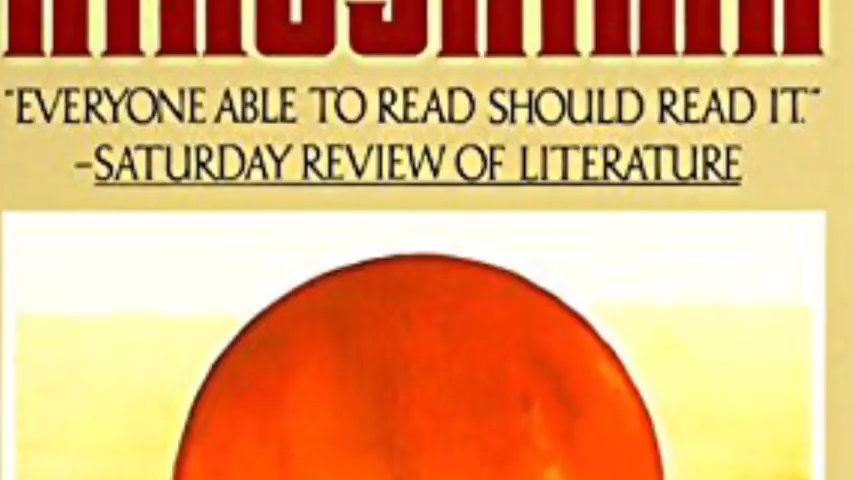 "EVERYONE ABLE TO READ SHOULD READ IT."
–SATURDAY REVIEW OF LITERATURE